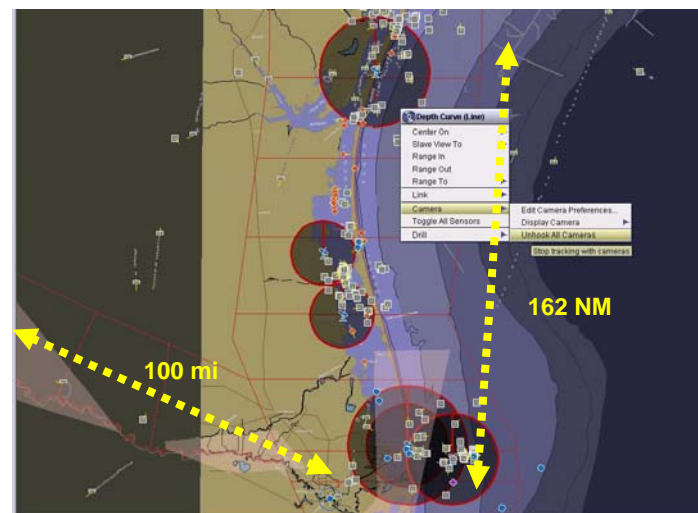 Depth Curve (Line)
Center On
Slave View To
Range In
Range Out
Range To
Link
Camera
Toggle All Sensors
Drill
Edit Camera Preferences...
Display Camera
Unhook All Cameras
Stop tracking with cameras
162 NM
100 mi